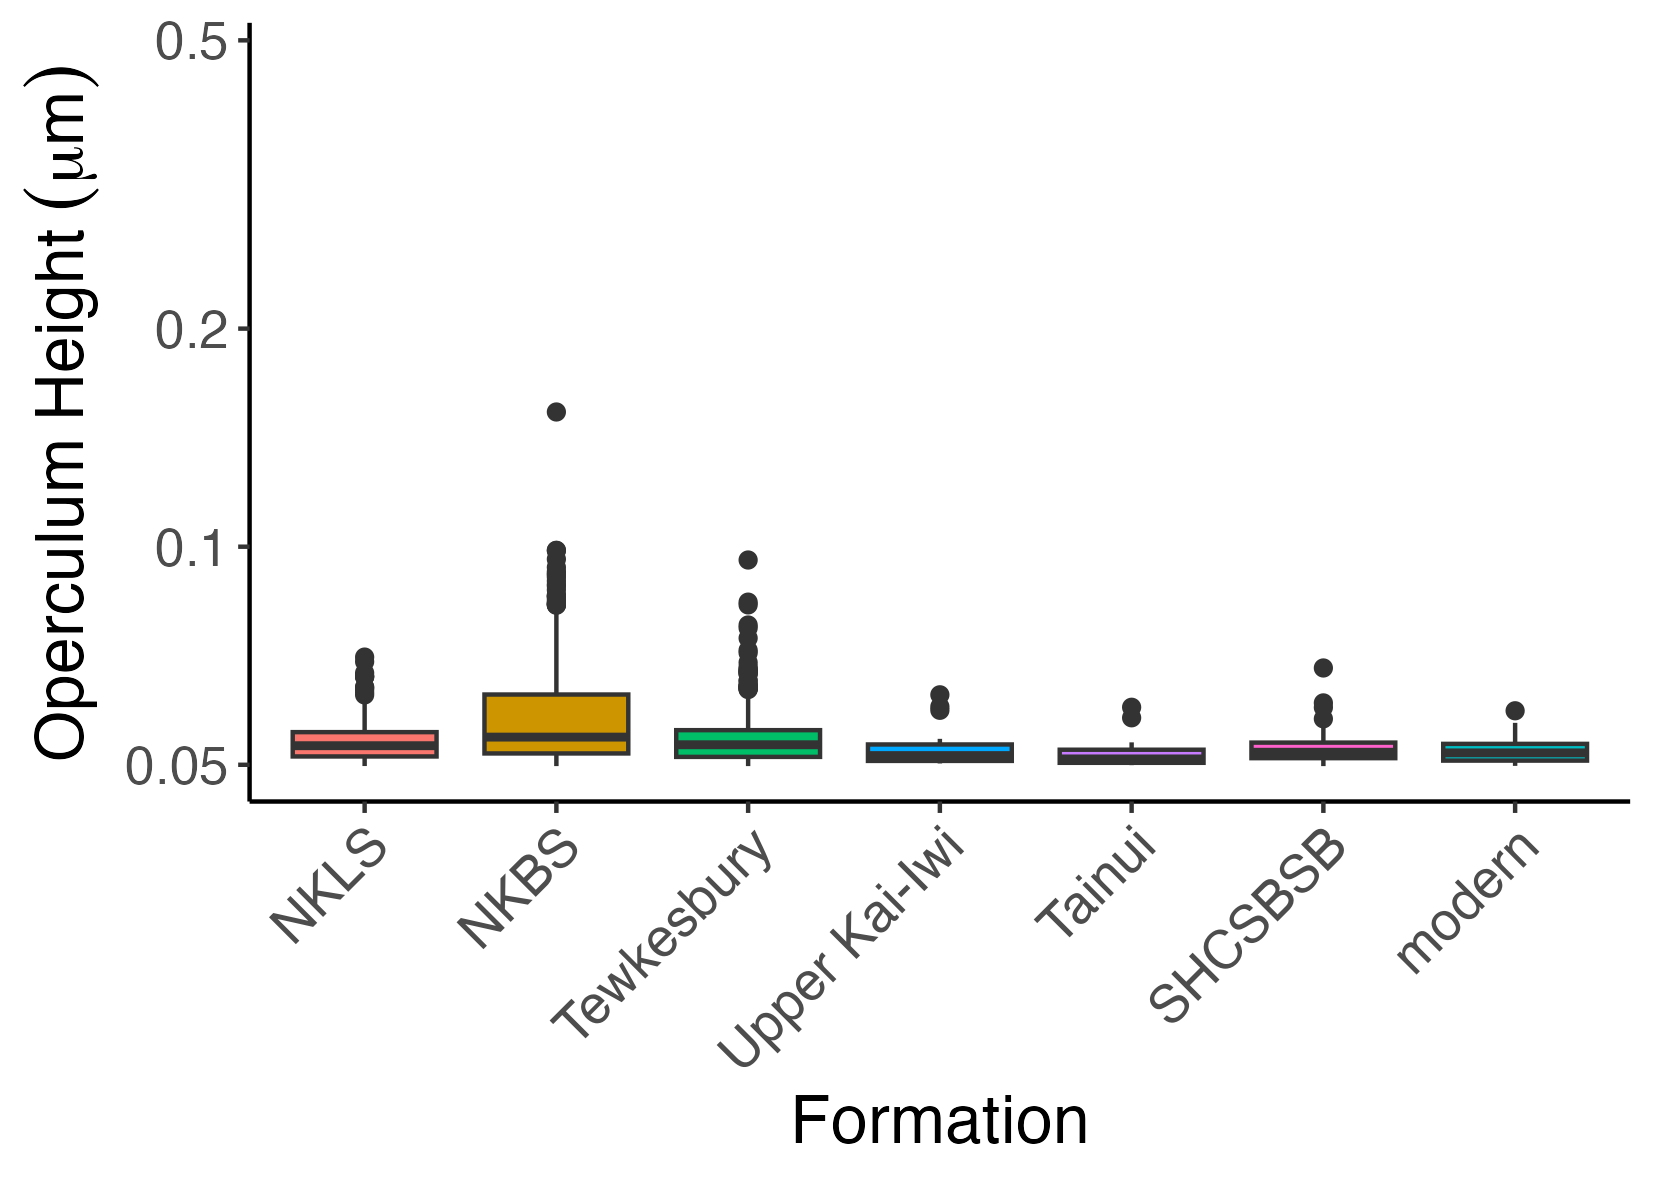 Operculum Height (μm)
0.5
0.2
0.1
0.05
NKLS
NKBS
Tewkesbury
Upper Kai-Iwi
Tainui
SHCSBSB
modern
Formation